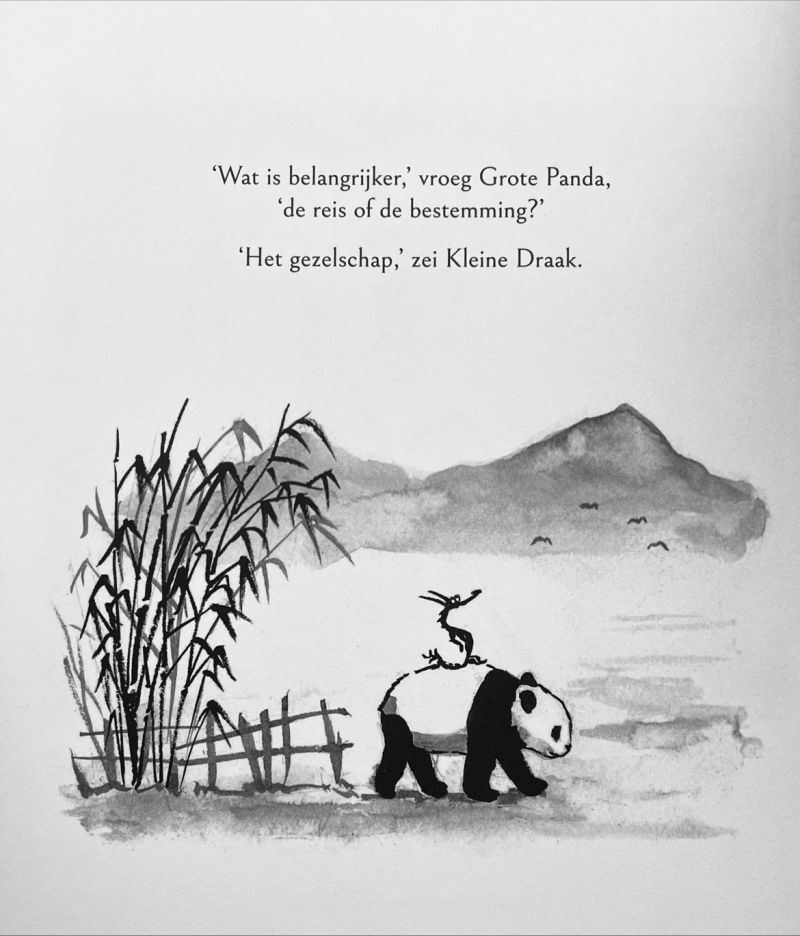 ‘Wat is belangrijker,’ vroeg Grote Panda,
‘de reis of de bestemming?’
‘Het gezelschap,’ zei Kleine Draak.